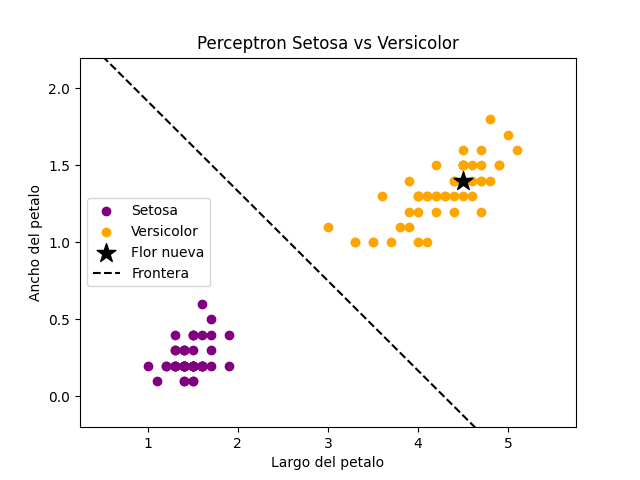 Perceptron Setosa vs Versicolor
Ancho del petalo
2.0
1.5
1.0
0.5
0.0
Setosa
Versicolor
Flor nueva
Frontera
1
2
3
4
5
Largo del petalo